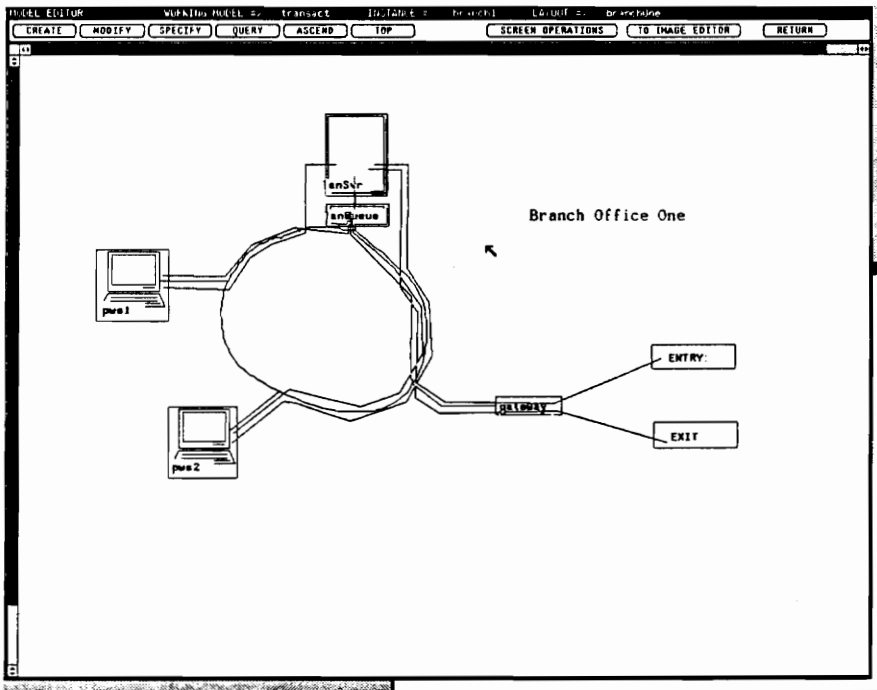 MODEL EDITOR WORKING MODEL => transact INSTANCE = branch1 LAYOUT => branchOne
CREATE MODIFY SPECIFY QUERY ASCEND TOP SCREEN OPERATIONS TO IMAGE EDITOR RETURN
lanSvr
lanQueue
Branch Office One
pws1
ENTRY:
gateway
EXIT
pws2